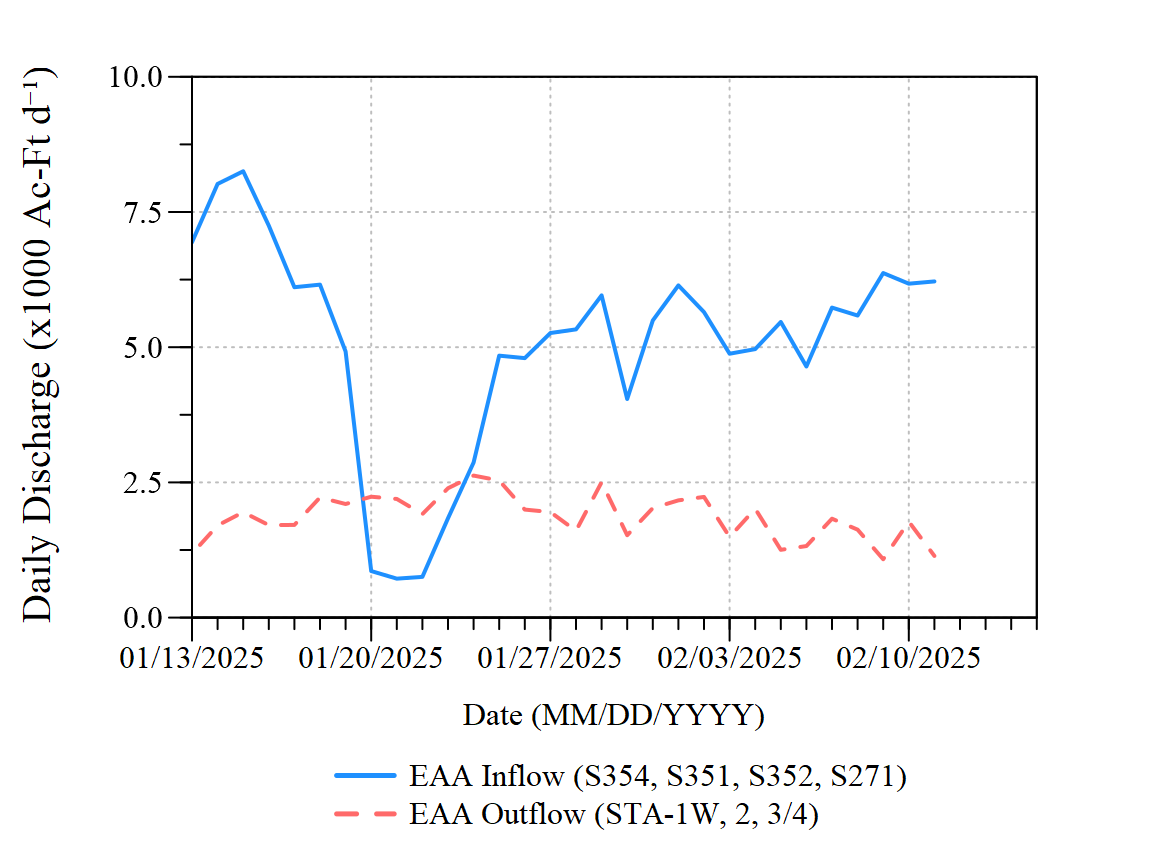 Daily Discharge (x1000 Ac-Ft d⁻¹)
10.0
7.5
5.0
2.5
0.0
01/13/2025 01/20/2025 01/27/2025 02/03/2025 02/10/2025
Date (MM/DD/YYYY)
EAA Inflow (S354, S351, S352, S271)
EAA Outflow (STA-1W, 2, 3/4)